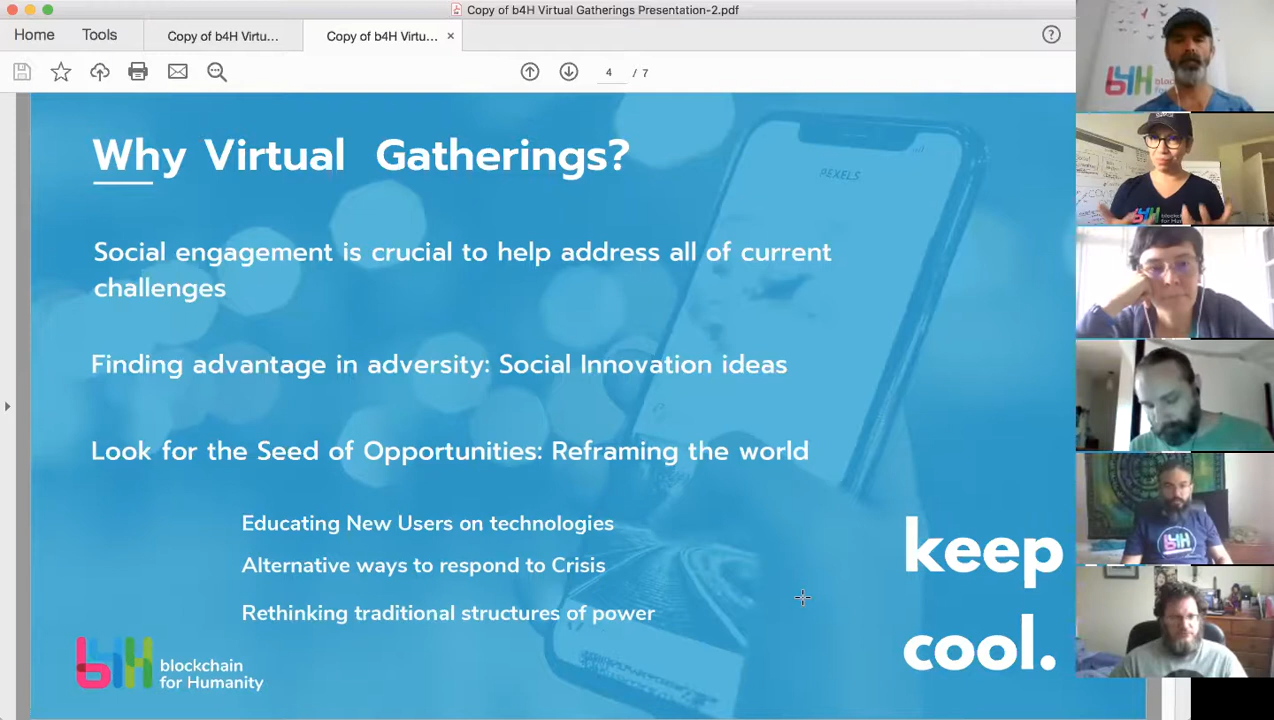 Copy of b4H Virtual Gatherings Presentation-2.pdf
Home Tools Copy of b4H Virtu... Copy of b4H Virtu... ×
4 / 7
Why Virtual Gatherings?
PEXELS
Social engagement is crucial to help address all of current
challenges
Finding advantage in adversity: Social Innovation ideas
Look for the Seed of Opportunities: Reframing the world
Educating New Users on technologies
Alternative ways to respond to Crisis
Rethinking traditional structures of power
keep
cool.
b4H blockchain
for Humanity